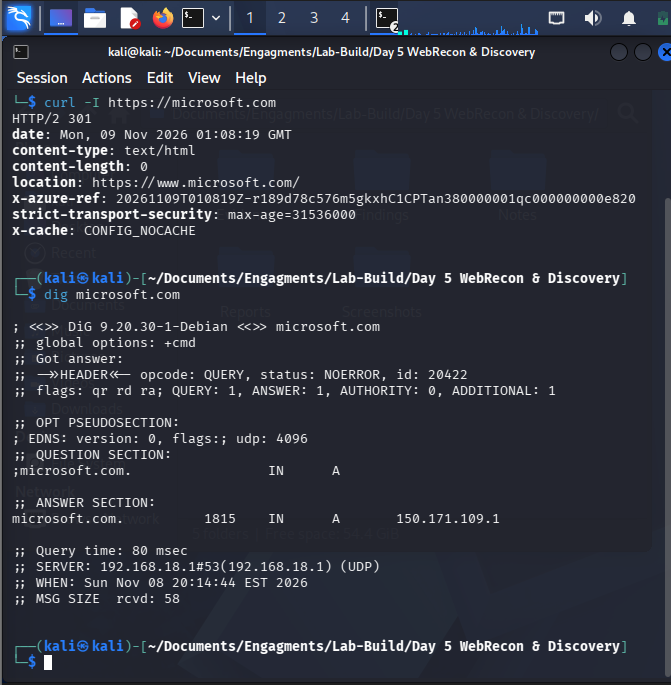 1 2 3 4 2
kali@kali: ~/Documents/Engagments/Lab-Build/Day 5 WebRecon & Discovery
Session Actions Edit View Help
└─$ curl -I https://microsoft.com
HTTP/2 301
date: Mon, 09 Nov 2026 01:08:19 GMT
content-type: text/html
content-length: 0
location: https://www.microsoft.com/
x-azure-ref: 20261109T010819Z-r189d78c576m5gkxhC1CPTan380000001qc000000000e820
strict-transport-security: max-age=31536000
x-cache: CONFIG_NOCACHE
┌──(kali㉿kali)-[~/Documents/Engagments/Lab-Build/Day 5 WebRecon & Discovery]
└─$ dig microsoft.com
; <<>> DiG 9.20.30-1-Debian <<>> microsoft.com
;; global options: +cmd
;; Got answer:
;; ->>HEADER<<- opcode: QUERY, status: NOERROR, id: 20422
;; flags: qr rd ra; QUERY: 1, ANSWER: 1, AUTHORITY: 0, ADDITIONAL: 1
;; OPT PSEUDOSECTION:
; EDNS: version: 0, flags:; udp: 4096
;; QUESTION SECTION:
;microsoft.com. IN A
;; ANSWER SECTION:
microsoft.com. 1815 IN A 150.171.109.1
;; Query time: 80 msec
;; SERVER: 192.168.18.1#53(192.168.18.1) (UDP)
;; WHEN: Sun Nov 08 20:14:44 EST 2026
;; MSG SIZE rcvd: 58
┌──(kali㉿kali)-[~/Documents/Engagments/Lab-Build/Day 5 WebRecon & Discovery]
└─$